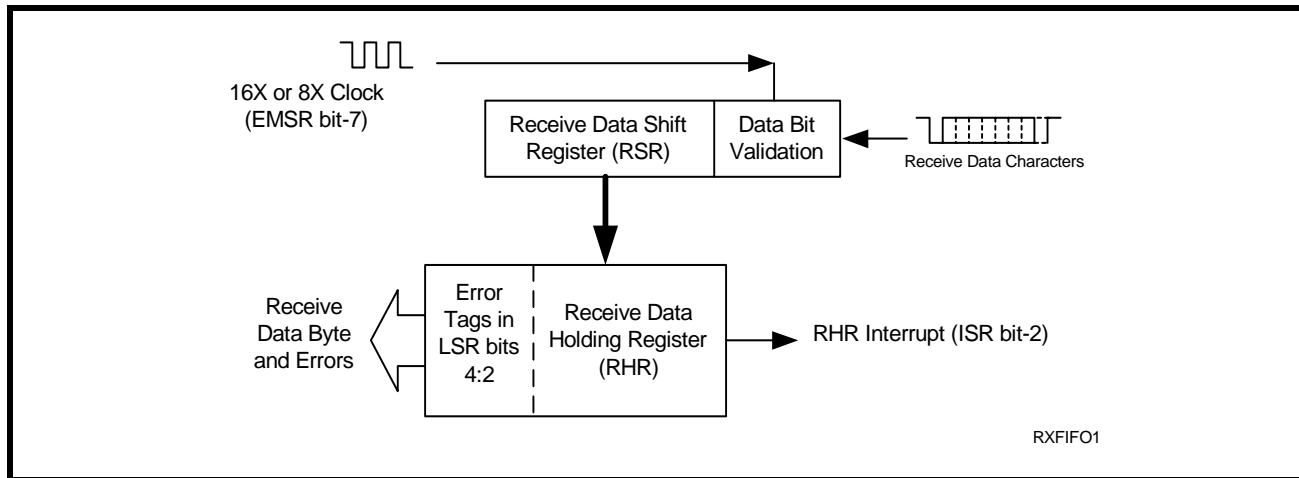 16X or 8X Clock
(EMSR bit-7)
Receive Data Shift
Register (RSR)
Data Bit
Validation
Receive Data Characters
Receive
Data Byte
and Errors
Error
Tags in
LSR bits
4:2
Receive Data
Holding Register
(RHR)
RHR Interrupt (ISR bit-2)
RXFIFO1